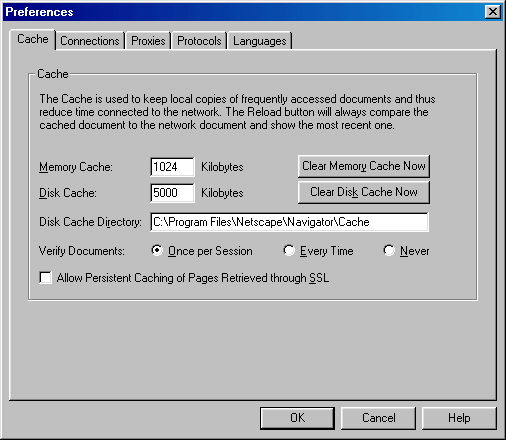 Preferences
Cache Connections Proxies Protocols Languages
Cache
The Cache is used to keep local copies of frequently accessed documents and thus
reduce time connected to the network. The Reload button will always compare the
cached document to the network document and show the most recent one.
Memory Cache: 1024 Kilobytes Clear Memory Cache Now
Disk Cache: 5000 Kilobytes Clear Disk Cache Now
Disk Cache Directory: C:\Program Files\Netscape\Navigator\Cache
Verify Documents: Once per Session Every Time Never
Allow Persistent Caching of Pages Retrieved through SSL
OK Cancel Help